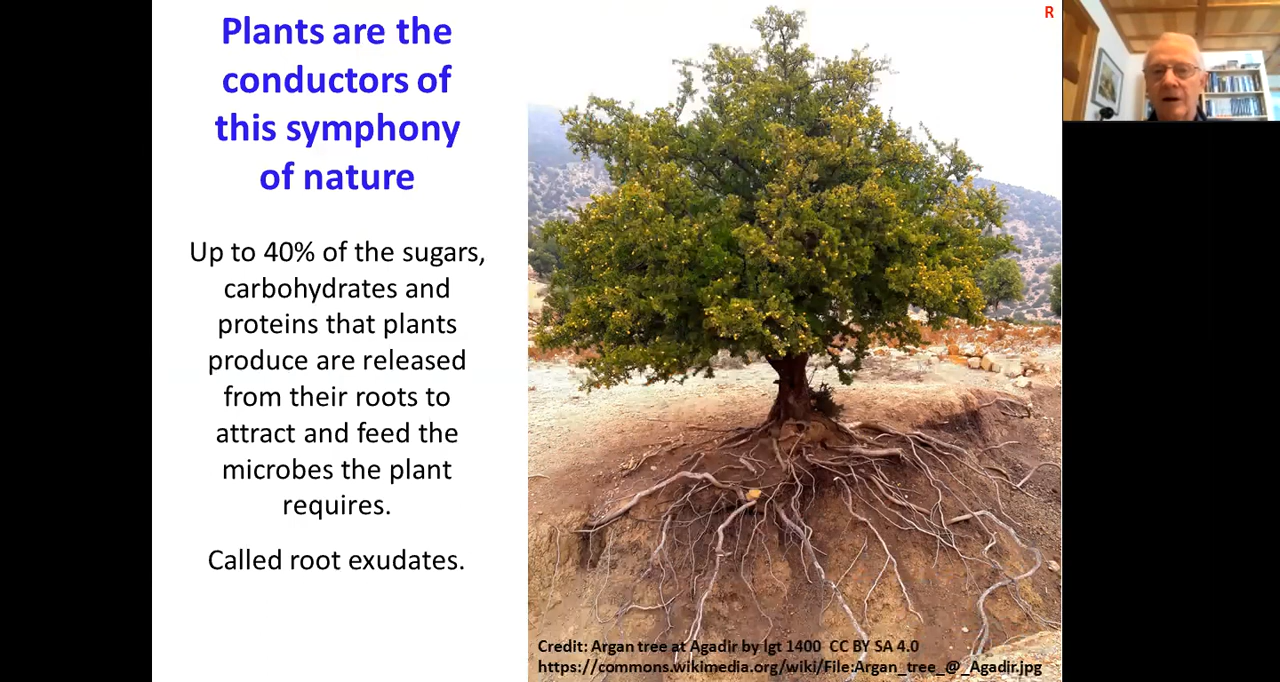 Plants are the
conductors of
this symphony
of nature
Up to 40% of the sugars,
carbohydrates and
proteins that plants
produce are released
from their roots to
attract and feed the
microbes the plant
requires.
Called root exudates.
R
Credit: Argan tree at Agadir by lgt 1400 CC BY SA 4.0
https://commons.wikimedia.org/wiki/File:Argan_tree_@_Agadir.jpg